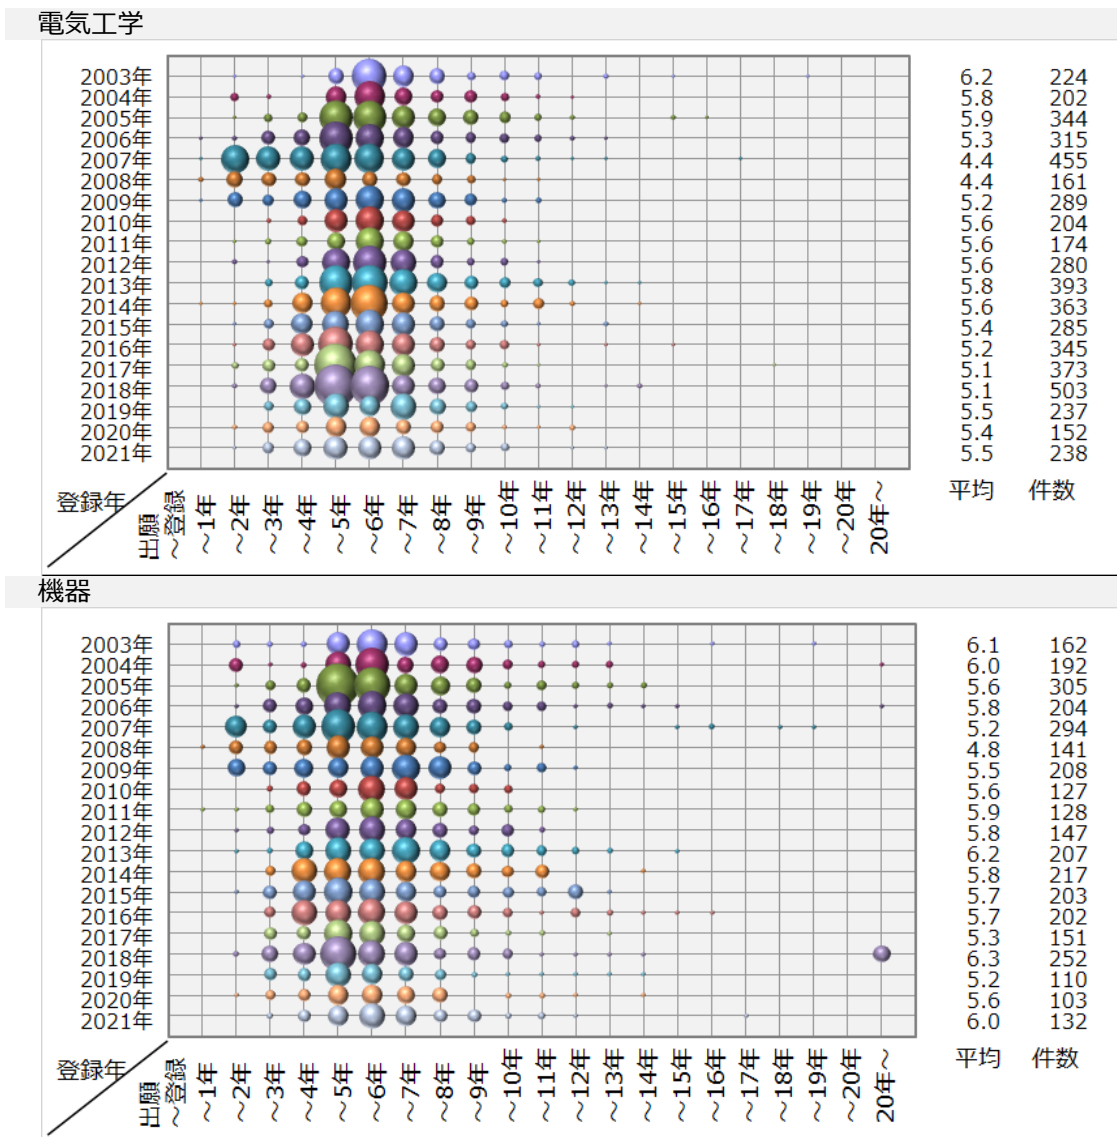 電気工学
2003年 6.2 224
2004年 5.8 202
2005年 5.9 344
2006年 5.3 315
2007年 4.4 455
2008年 4.4 161
2009年 5.2 289
2010年 5.6 204
2011年 5.6 174
2012年 5.6 280
2013年 5.8 393
2014年 5.6 363
2015年 5.4 285
2016年 5.2 345
2017年 5.1 373
2018年 5.1 503
2019年 5.5 237
2020年 5.4 152
2021年 5.5 238
登録年 出願～登録 ～1年 ～2年 ～3年 ～4年 ～5年 ～6年 ～7年 ～8年 ～9年 ～10年 ～11年 ～12年 ～13年 ～14年 ～15年 ～16年 ～17年 ～18年 ～19年 ～20年 20年～ 平均 件数
機器
2003年 6.1 162
2004年 6.0 192
2005年 5.6 305
2006年 5.8 204
2007年 5.2 294
2008年 4.8 141
2009年 5.5 208
2010年 5.6 127
2011年 5.9 128
2012年 5.8 147
2013年 6.2 207
2014年 5.8 217
2015年 5.7 203
2016年 5.7 202
2017年 5.3 151
2018年 6.3 252
2019年 5.2 110
2020年 5.6 103
2021年 6.0 132
登録年 出願～登録 ～1年 ～2年 ～3年 ～4年 ～5年 ～6年 ～7年 ～8年 ～9年 ～10年 ～11年 ～12年 ～13年 ～14年 ～15年 ～16年 ～17年 ～18年 ～19年 ～20年 20年～ 平均 件数